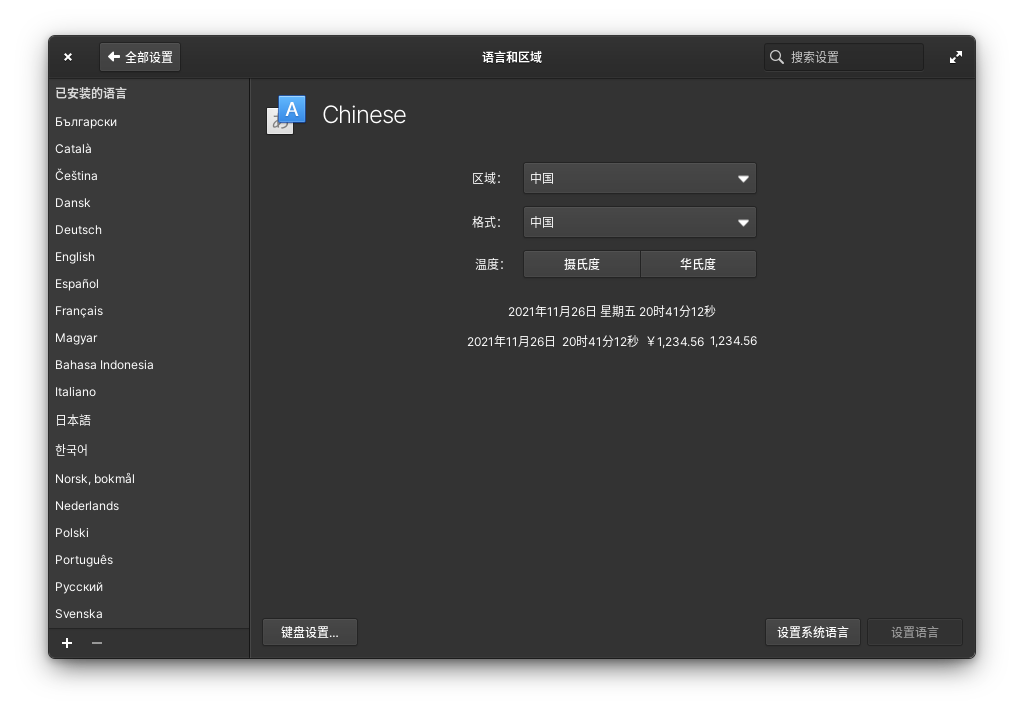 全部设置
语言和区域
搜索设置
已安装的语言
Български
Català
Čeština
Dansk
Deutsch
English
Español
Français
Magyar
Bahasa Indonesia
Italiano
日本語
한국어
Norsk, bokmål
Nederlands
Polski
Português
Русский
Svenska
あ A
Chinese
区域： 中国
格式： 中国
温度： 摄氏度 华氏度
2021年11月26日 星期五 20时41分12秒
2021年11月26日 20时41分12秒 ￥1,234.56 1,234.56
键盘设置…
设置系统语言
设置语言